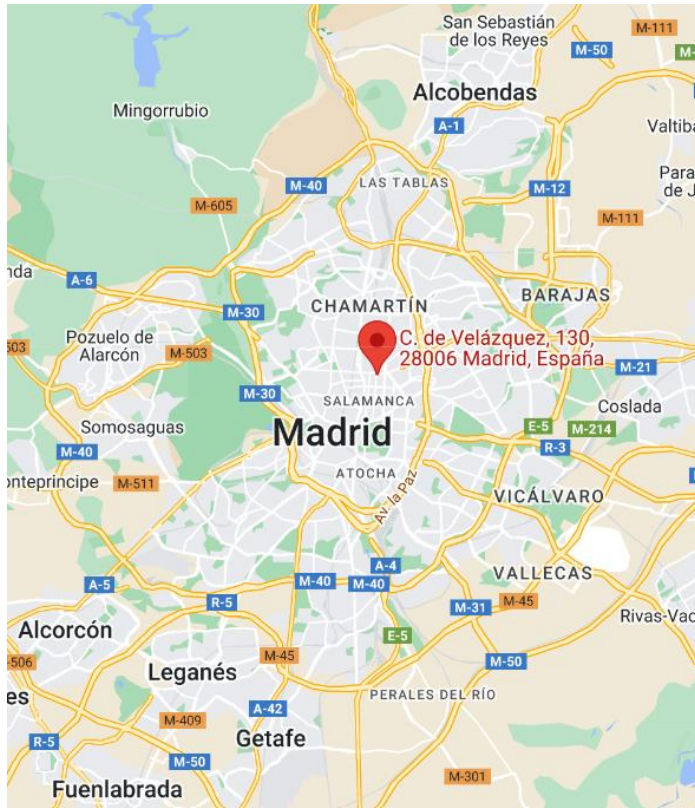 San Sebastián
de los Reyes
M-111
M-50
Alcobendas
Mingorrubio
A-1
Valtiba
M-40
LAS TABLAS
M-12
Para
de J
M-605
M-111
nda
A-6
M-30
CHAMARTÍN
BARAJAS
C. de Velázquez, 130,
28006 Madrid, España
Pozuelo de
Alarcón
503
M-503
M-21
M-30
SALAMANCA
Coslada
Somosaguas
Madrid
E-5
M-214
M-40
R-3
ATOCHA
onteprincipe
M-511
Av. la Paz
VICÁLVARO
A-4
VALLECAS
A-5
M-40
M-40
R-5
M-31
M-45
Rivas-Vac
Alcorcón
E-5
M-506
M-45
M-50
Leganés
es
PERALES DEL RÍO
A-42
M-409
Getafe
R-5
M-50
M-301
Fuenlabrada